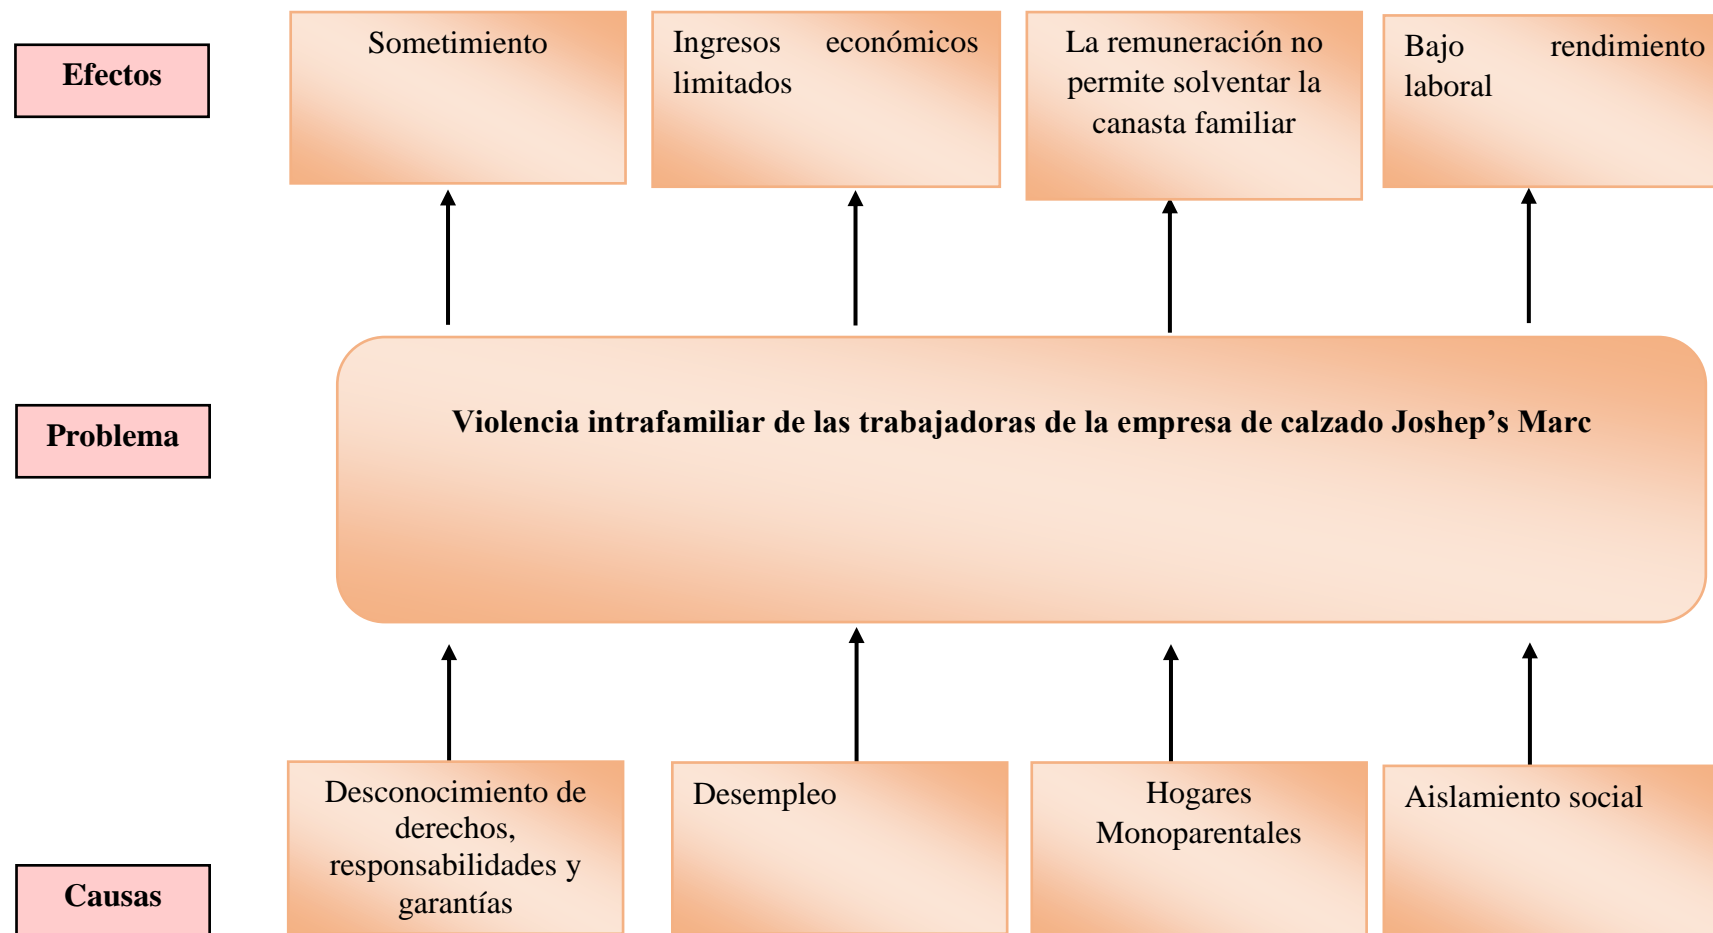 Efectos
Sometimiento
Ingresos económicos
limitados
La remuneración no
permite solventar la
canasta familiar
Bajo rendimiento
laboral
Problema
Violencia intrafamiliar de las trabajadoras de la empresa de calzado Joshep’s Marc
Causas
Desconocimiento de
derechos,
responsabilidades y
garantías
Desempleo
Hogares
Monoparentales
Aislamiento social